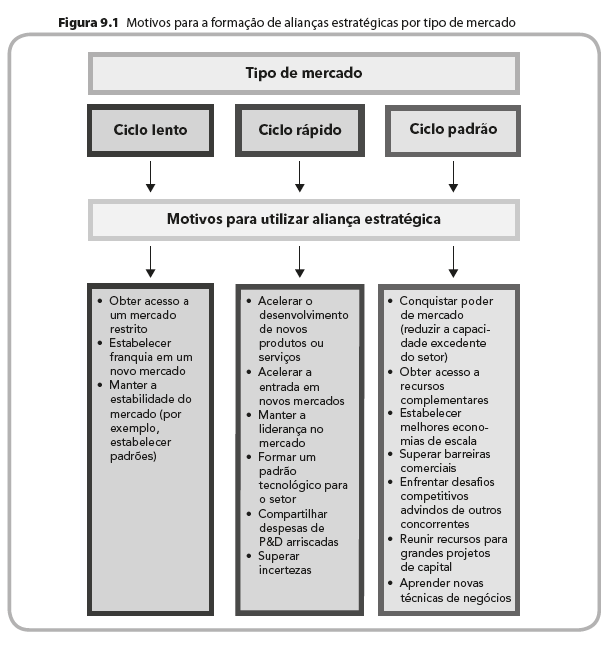 Figura 9.1 Motivos para a formação de alianças estratégicas por tipo de mercado
Tipo de mercado
Ciclo lento
Ciclo rápido
Ciclo padrão
Motivos para utilizar aliança estratégica
• Obter acesso a
um mercado
restrito
• Estabelecer
franquia em um
novo mercado
• Manter a
estabilidade do
mercado (por
exemplo,
estabelecer
padrões)
• Acelerar o
desenvolvimento
de novos
produtos ou
serviços
• Acelerar a
entrada em
novos mercados
• Manter a
liderança no
mercado
• Formar um
padrão
tecnológico para
o setor
• Compartilhar
despesas de
P&D arriscadas
• Superar
incertezas
• Conquistar poder
de mercado
(reduzir a capaci-
dade excedente
do setor)
• Obter acesso a
recursos
complementares
• Estabelecer
melhores econo-
mias de escala
• Superar barreiras
comerciais
• Enfrentar desafios
competitivos
advindos de outros
concorrentes
• Reunir recursos para
grandes projetos
de capital
• Aprender novas
técnicas de negócios